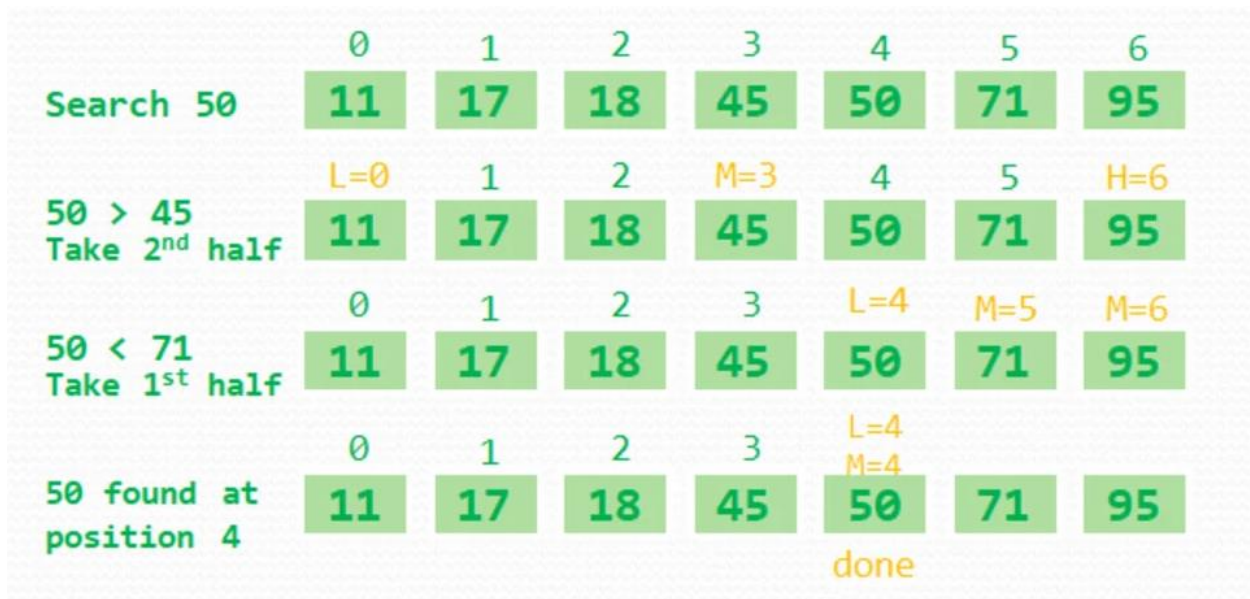 0 1 2 3 4 5 6
Search 50 11 17 18 45 50 71 95
L=0 1 2 M=3 4 5 H=6
50 > 45
Take 2nd half 11 17 18 45 50 71 95
0 1 2 3 L=4 M=5 M=6
50 < 71
Take 1st half 11 17 18 45 50 71 95
L=4
0 1 2 3 M=4
50 found at
position 4 11 17 18 45 50 71 95
done